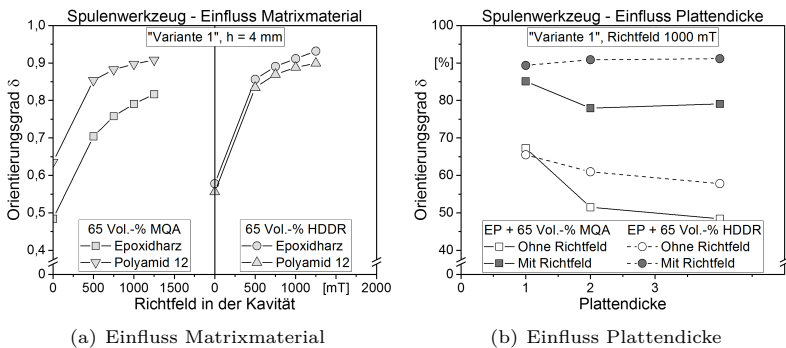 Spulenwerkzeug - Einfluss Matrixmaterial
"Variante 1", h = 4 mm
Orientierungsgrad δ
1,0
0,9
0,8
0,7
0,6
0,5
0,4
0
65 Vol.-% MQA
Epoxidharz
Polyamid 12
65 Vol.-% HDDR
Epoxidharz
Polyamid 12
0 500 1000 1500 0 500 1000 1500 2000
[mT]
Richtfeld in der Kavität
(a) Einfluss Matrixmaterial
Spulenwerkzeug - Einfluss Plattendicke
"Variante 1", Richtfeld 1000 mT
Orientierungsgrad δ
100
[%]
90
80
70
60
50
40
0
EP + 65 Vol.-% MQA
Ohne Richtfeld
Mit Richtfeld
EP + 65 Vol.-% HDDR
Ohne Richtfeld
Mit Richtfeld
0 1 2 3
Plattendicke
(b) Einfluss Plattendicke